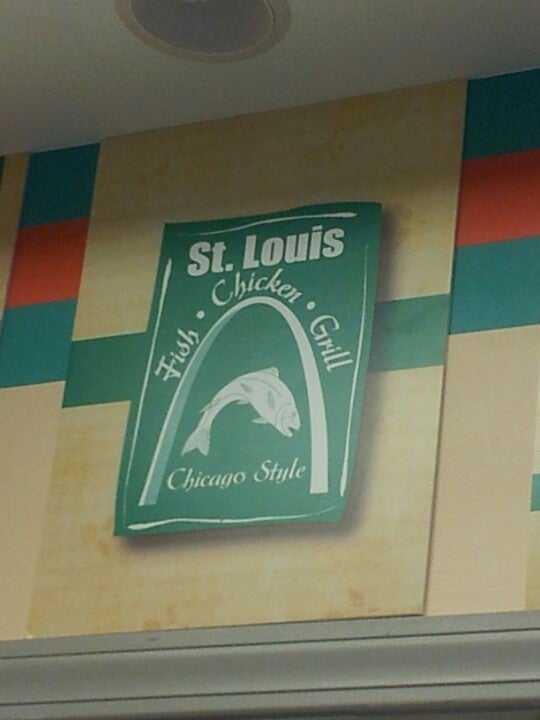 St. Louis
Fish • Chicken • Grill
Chicago Style